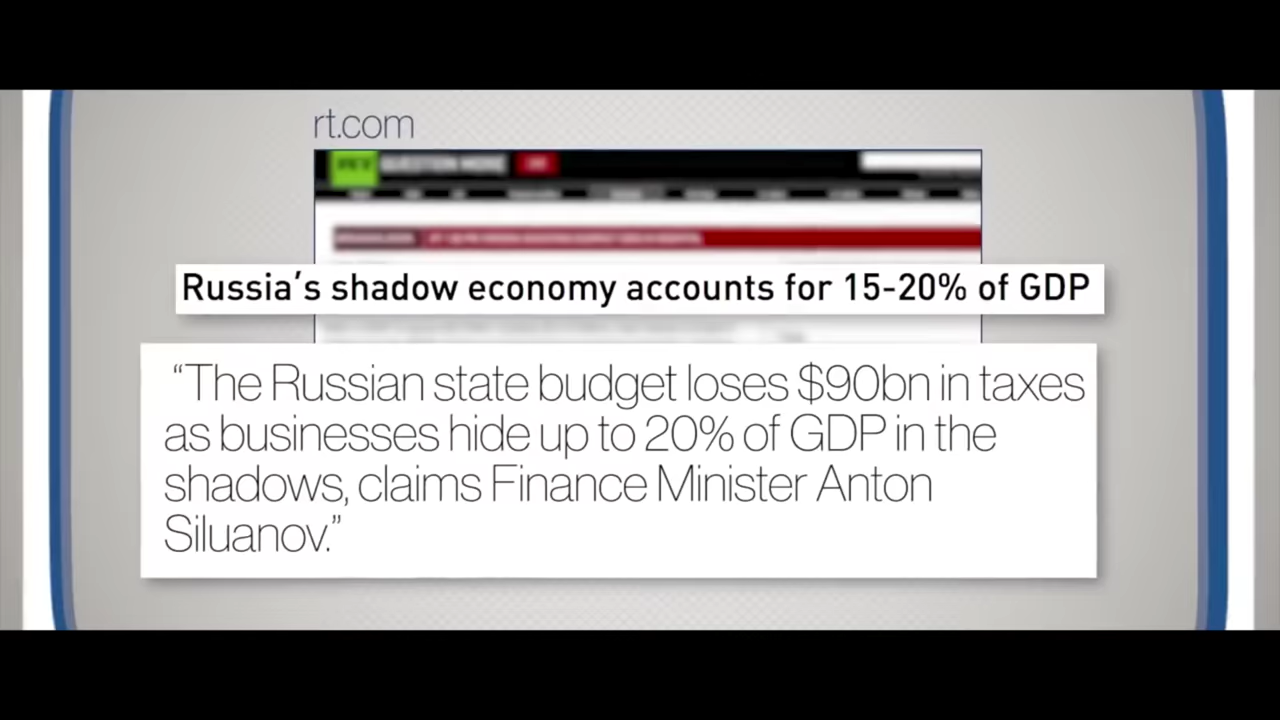 rt.com
Russia's shadow economy accounts for 15-20% of GDP
“The Russian state budget loses $90bn in taxes
as businesses hide up to 20% of GDP in the
shadows, claims Finance Minister Anton
Siluanov.”